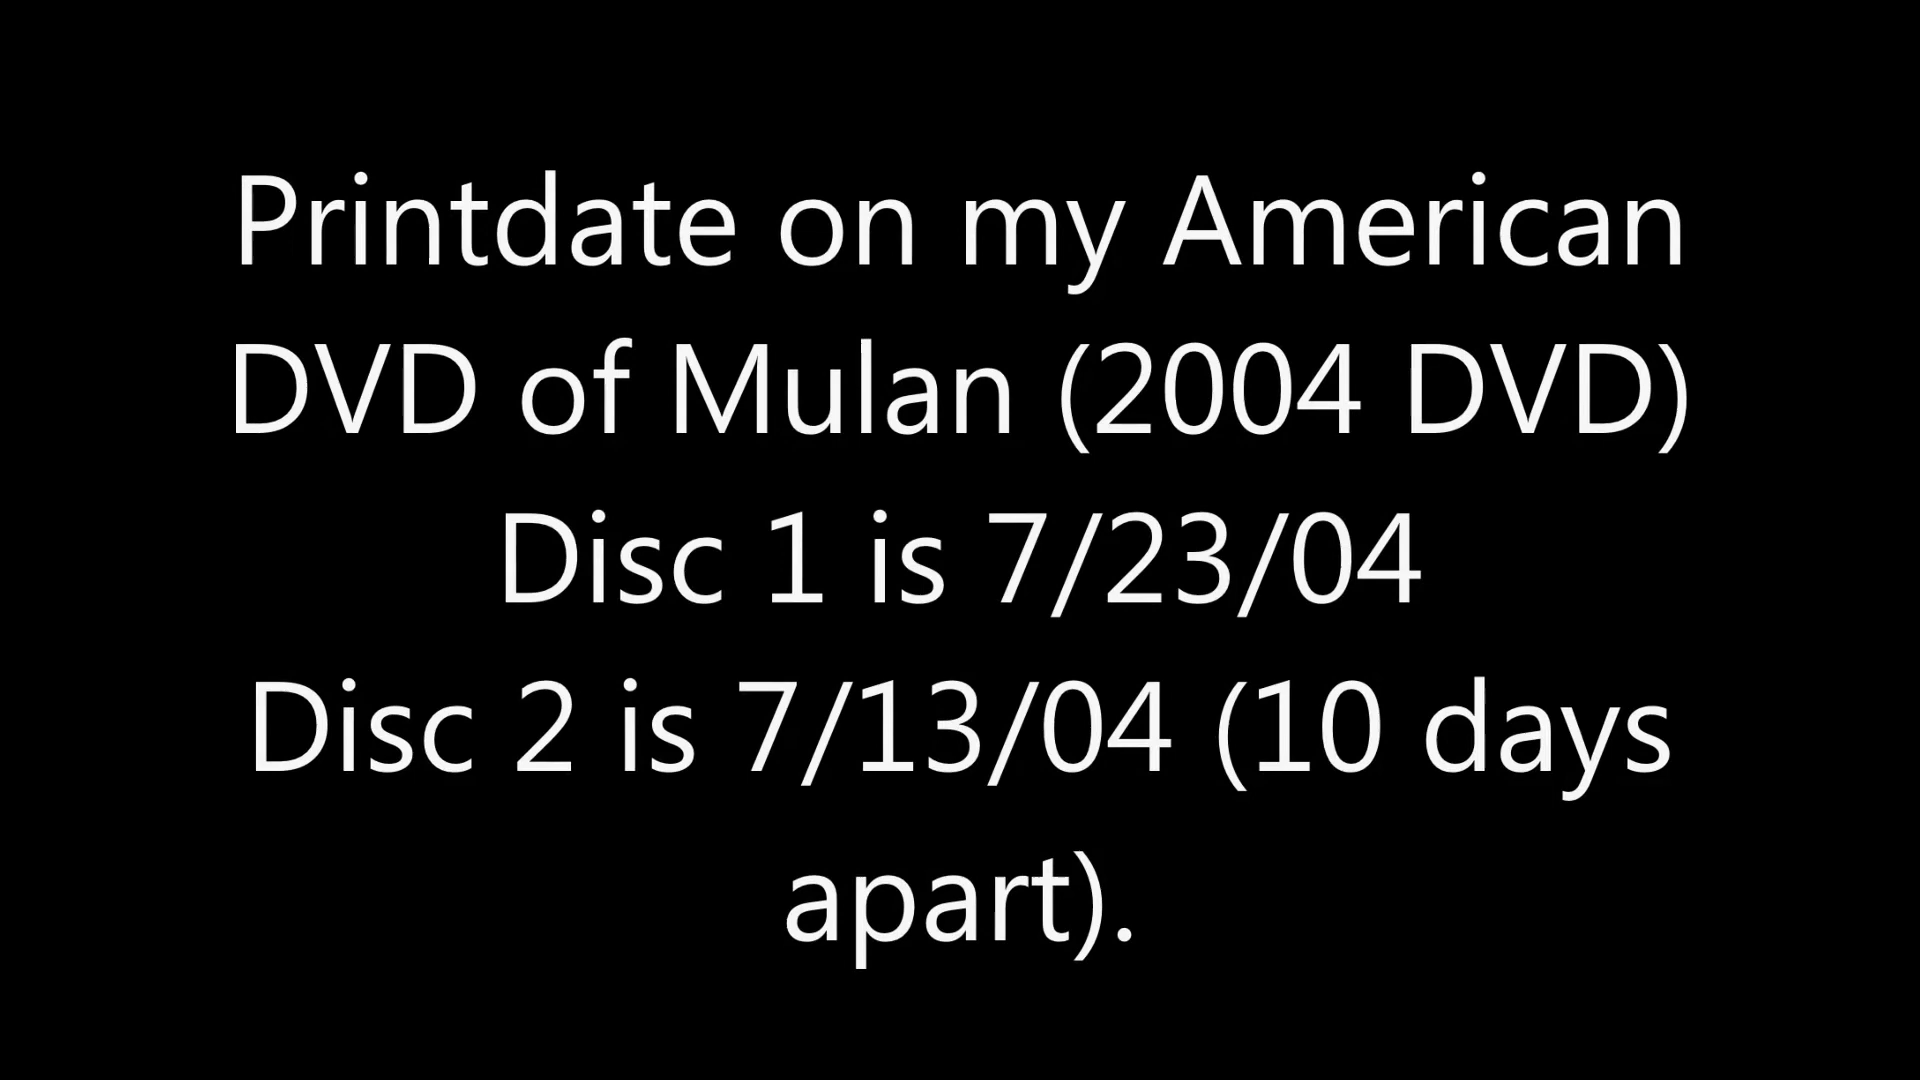 Printdate on my American
DVD of Mulan (2004 DVD)
Disc 1 is 7/23/04
Disc 2 is 7/13/04 (10 days
apart).